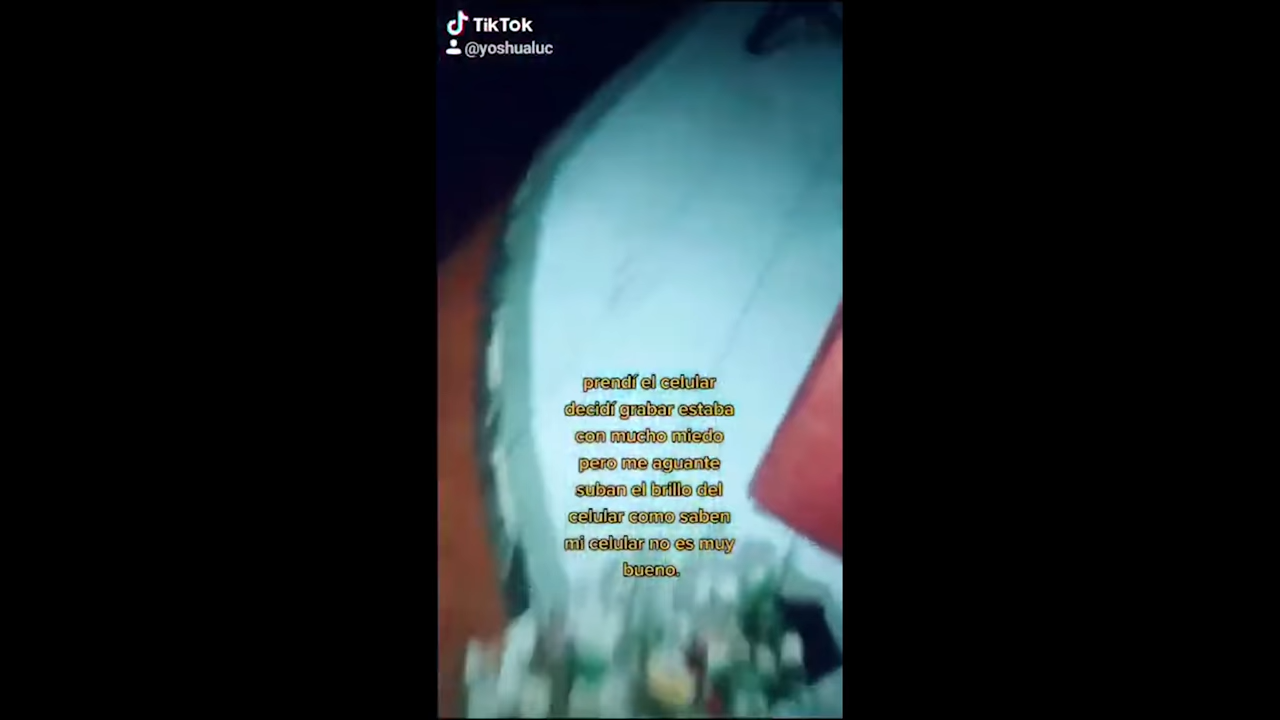 TikTok
@yoshualuc
prendí el celular
decidí grabar estaba
con mucho miedo
pero me aguante
suban el brillo del
celular como saben
mi celular no es muy
bueno.